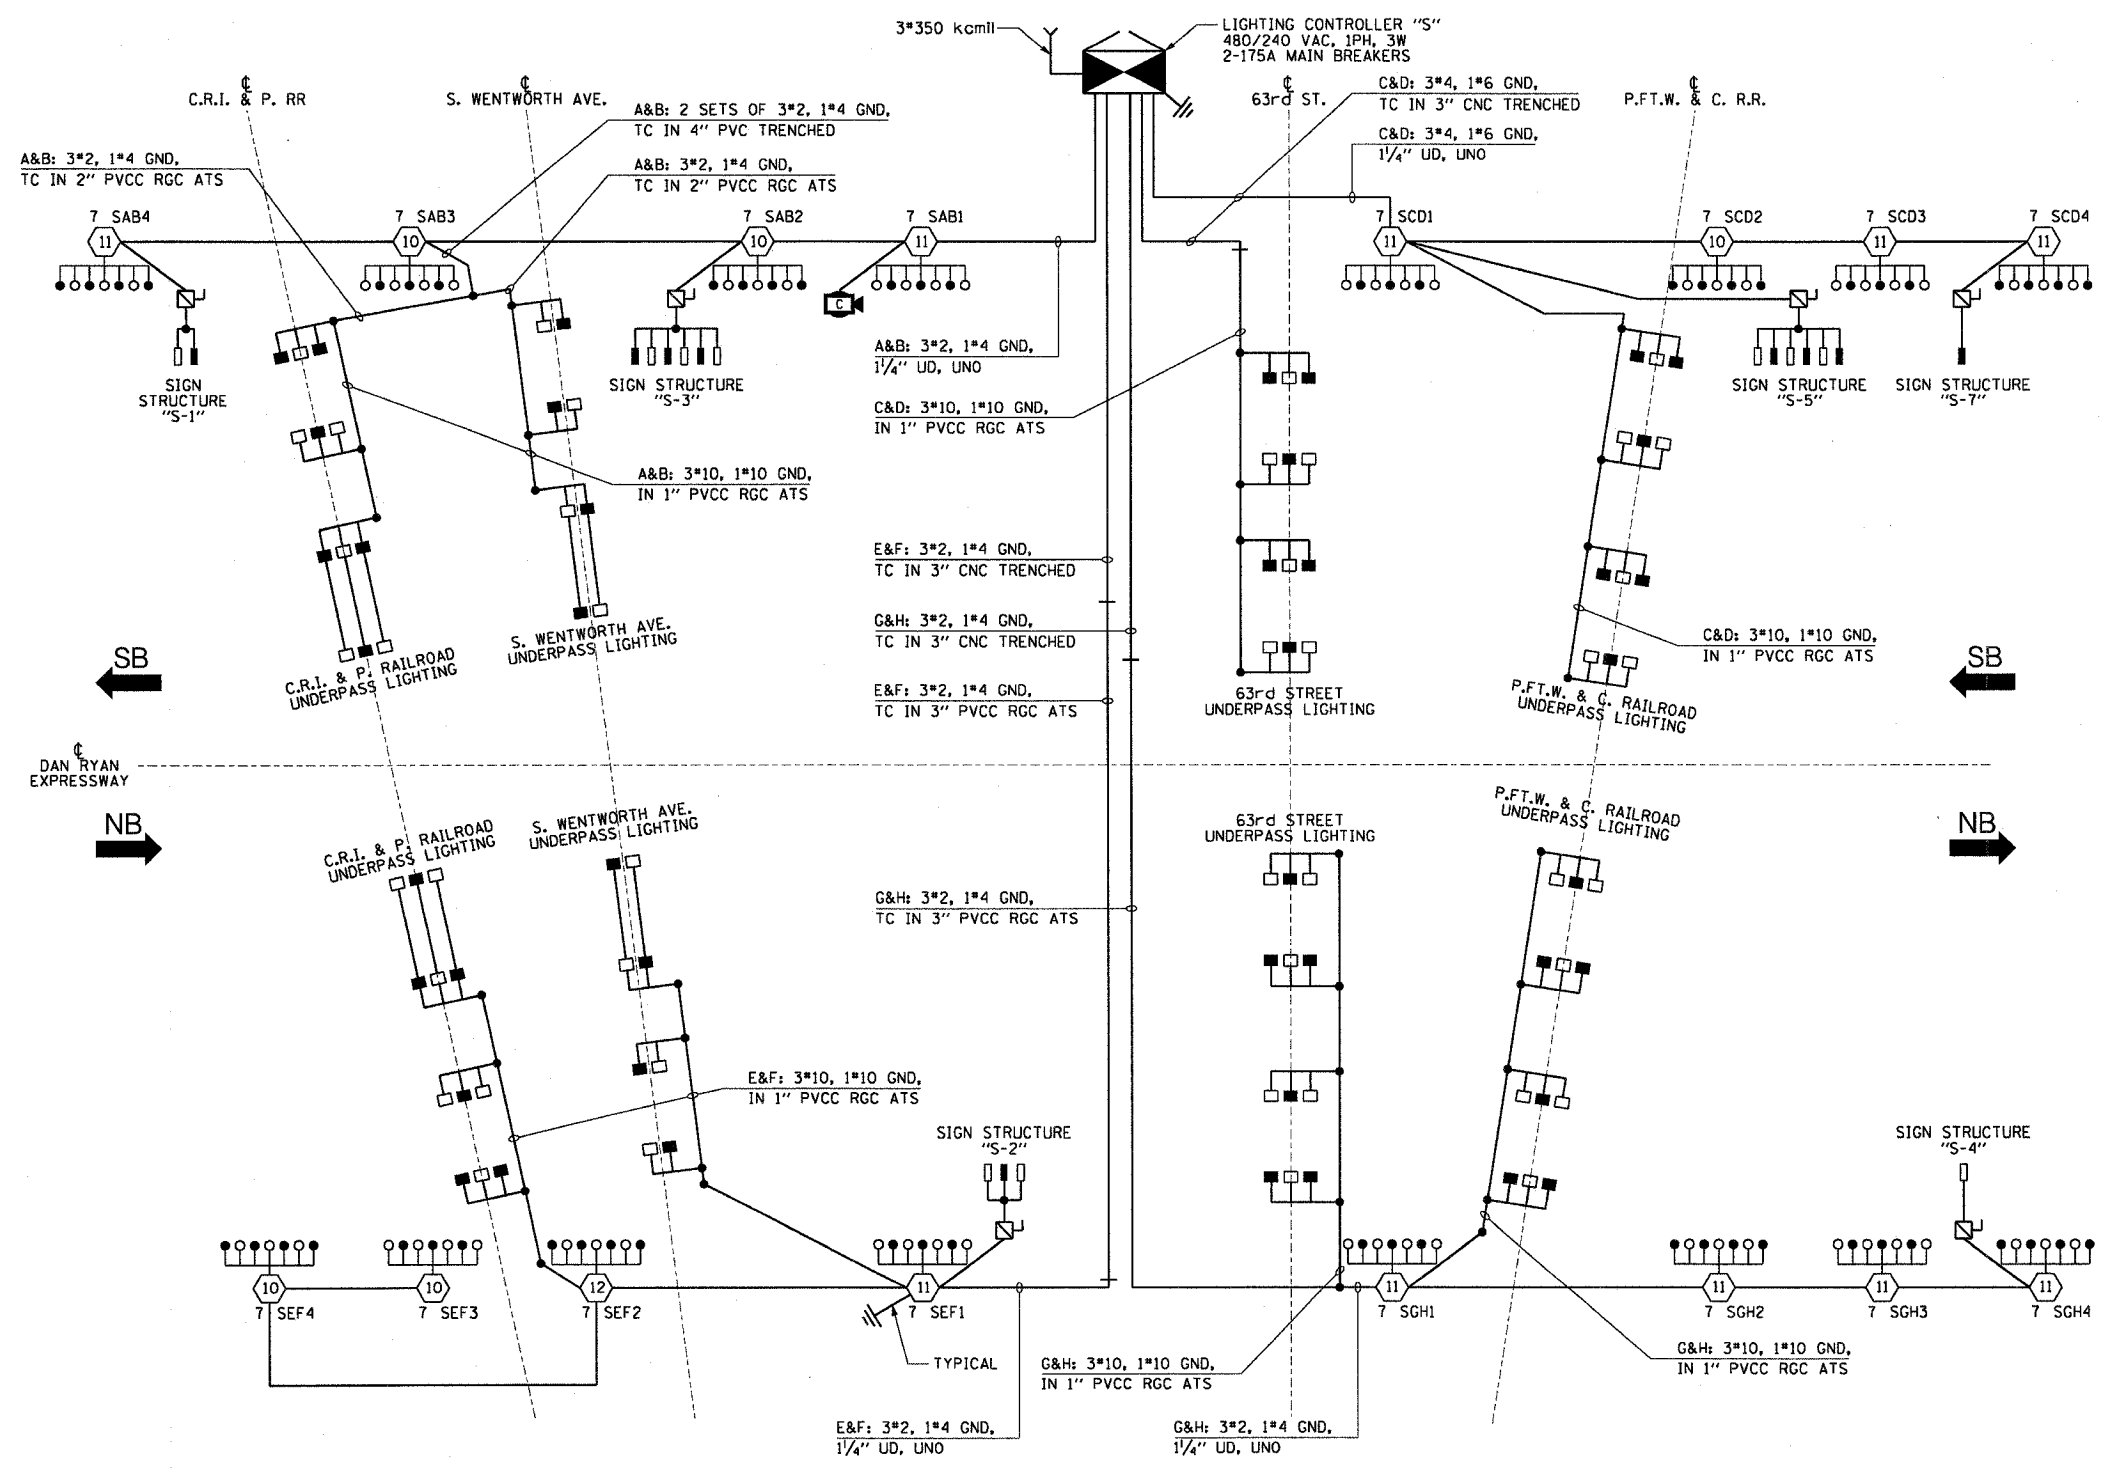 3#350 kcmil
LIGHTING CONTROLLER "S"
480/240 VAC, 1PH, 3W
2-175A MAIN BREAKERS
℄
C.R.I. & P. RR
℄
S. WENTWORTH AVE.
A&B: 2 SETS OF 3#2, 1#4 GND,
TC IN 4" PVC TRENCHED
℄
63rd ST.
C&D: 3#4, 1#6 GND,
TC IN 3" CNC TRENCHED
℄
P.FT.W. & C. R.R.
C&D: 3#4, 1#6 GND,
1¼" UD, UNO
A&B: 3#2, 1#4 GND,
TC IN 2" PVCC RGC ATS
A&B: 3#2, 1#4 GND,
TC IN 2" PVCC RGC ATS
7 SAB4
11
7 SAB3
10
7 SAB2
10
7 SAB1
11
7 SCD1
11
7 SCD2
10
7 SCD3
11
7 SCD4
11
C
A&B: 3#2, 1#4 GND,
1¼" UD, UNO
SIGN
STRUCTURE
"S-1"
SIGN STRUCTURE
"S-3"
SIGN STRUCTURE
"S-5"
SIGN STRUCTURE
"S-7"
C&D: 3#10, 1#10 GND,
IN 1" PVCC RGC ATS
A&B: 3#10, 1#10 GND,
IN 1" PVCC RGC ATS
E&F: 3#2, 1#4 GND,
TC IN 3" CNC TRENCHED
G&H: 3#2, 1#4 GND,
TC IN 3" CNC TRENCHED
E&F: 3#2, 1#4 GND,
TC IN 3" PVCC RGC ATS
C&D: 3#10, 1#10 GND,
IN 1" PVCC RGC ATS
SB
C.R.I. & P. RAILROAD
UNDERPASS LIGHTING
S. WENTWORTH AVE.
UNDERPASS LIGHTING
63rd STREET
UNDERPASS LIGHTING
P.FT.W. & C. RAILROAD
UNDERPASS LIGHTING
SB
℄
DAN RYAN
EXPRESSWAY
NB
C.R.I. & P. RAILROAD
UNDERPASS LIGHTING
S. WENTWORTH AVE.
UNDERPASS LIGHTING
63rd STREET
UNDERPASS LIGHTING
P.FT.W. & C. RAILROAD
UNDERPASS LIGHTING
NB
G&H: 3#2, 1#4 GND,
TC IN 3" PVCC RGC ATS
E&F: 3#10, 1#10 GND,
IN 1" PVCC RGC ATS
SIGN STRUCTURE
"S-2"
SIGN STRUCTURE
"S-4"
10
7 SEF4
10
7 SEF3
12
7 SEF2
11
7 SEF1
11
7 SGH1
11
7 SGH2
11
7 SGH3
11
7 SGH4
TYPICAL
G&H: 3#10, 1#10 GND,
IN 1" PVCC RGC ATS
G&H: 3#10, 1#10 GND,
IN 1" PVCC RGC ATS
E&F: 3#2, 1#4 GND,
1¼" UD, UNO
G&H: 3#2, 1#4 GND,
1¼" UD, UNO